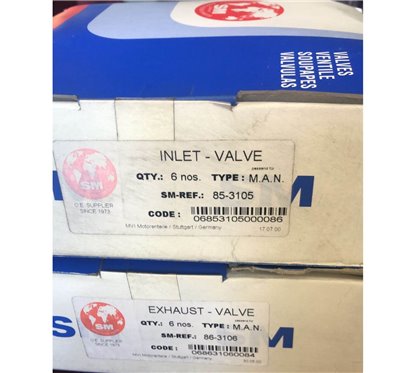 VALVES
VENTILE
SOUPAPES
VALVULAS
SM
O.E. SUPPLIER
SINCE 1973
INLET - VALVE
QTY.: 6 nos. TYPE : M.A.N.
SM-REF.: 85-3105
CODE :
06853105000086
MVI Motorenteile / Stuttgart / Germany
17.07.00
M
S
SM
O.E. SUPPLIER
SINCE 1973
EXHAUST - VALVE
QTY.: 6 nos. TYPE : M.A.N.
SM-REF.: 86-3106
CODE :
MVI Motorenteile / Stuttgart / Germany
M